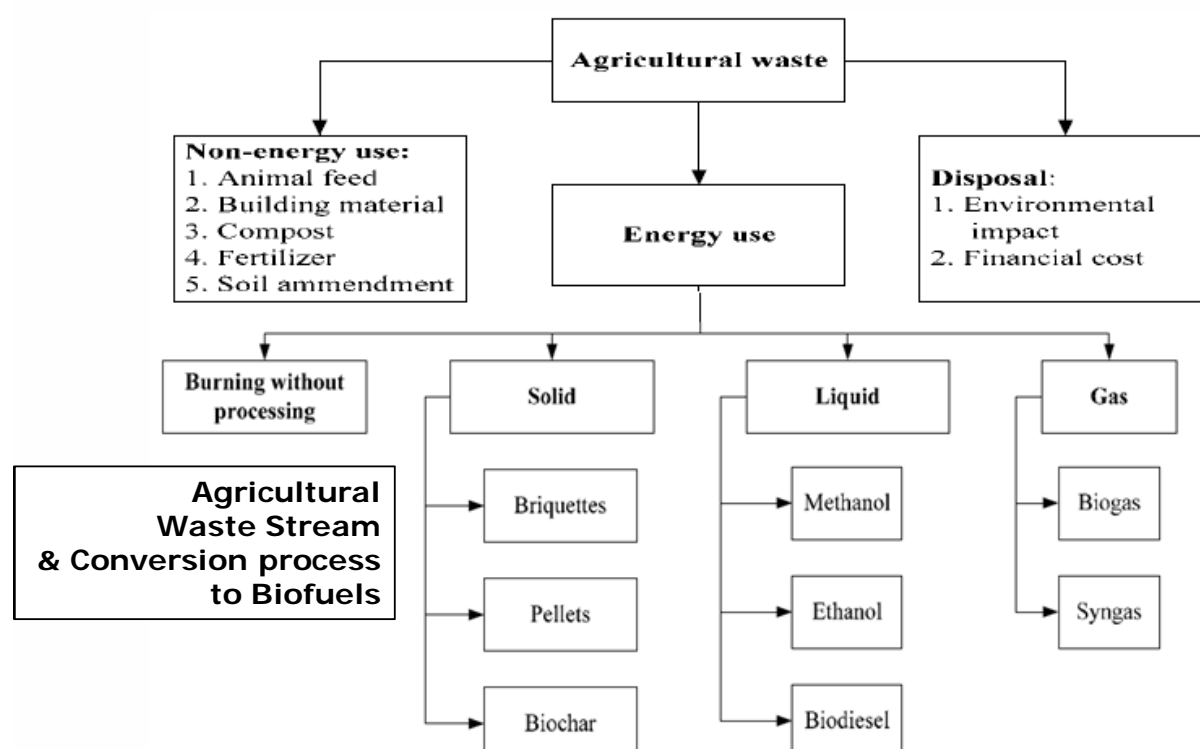 Agricultural waste
Non-energy use:
1. Animal feed
2. Building material
3. Compost
4. Fertilizer
5. Soil ammendment
Energy use
Disposal:
1. Environmental
impact
2. Financial cost
Burning without
processing
Solid
Liquid
Gas
Agricultural
Waste Stream
& Conversion process
to Biofuels
Briquettes
Methanol
Biogas
Pellets
Ethanol
Syngas
Biochar
Biodiesel